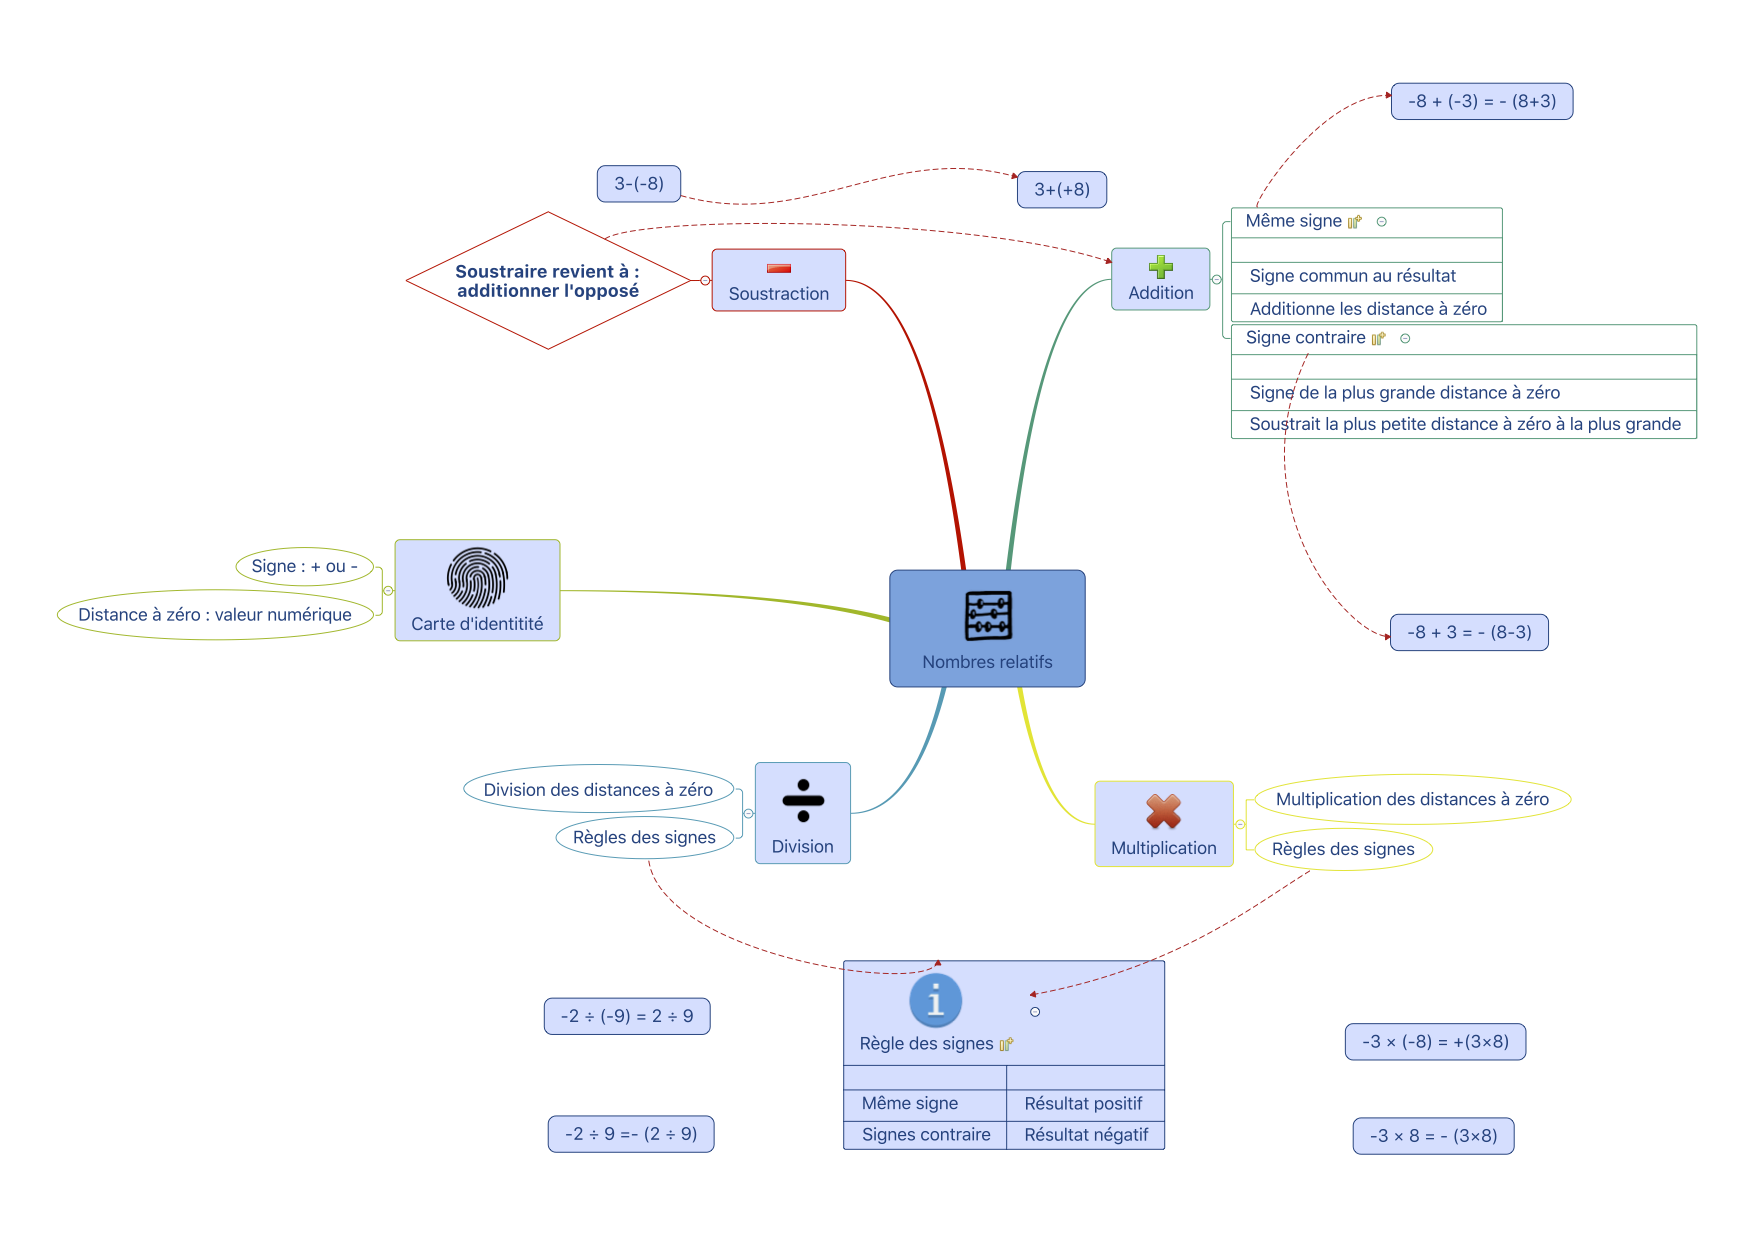 -8 + (-3) = - (8+3)
3-(-8)
3+(+8)
Soustraire revient à :
additionner l'opposé
Soustraction
Addition
Même signe
Signe commun au résultat
Additionne les distance à zéro
Signe contraire
Signe de la plus grande distance à zéro
Soustrait la plus petite distance à zéro à la plus grande
Signe : + ou -
Distance à zéro : valeur numérique
Carte d'identitité
Nombres relatifs
-8 + 3 = - (8-3)
Division des distances à zéro
Règles des signes
Division
Multiplication
Multiplication des distances à zéro
Règles des signes
Règle des signes
Même signe
Résultat positif
Signes contraire
Résultat négatif
-2 ÷ (-9) = 2 ÷ 9
-2 ÷ 9 =- (2 ÷ 9)
-3 × (-8) = +(3×8)
-3 × 8 = - (3×8)